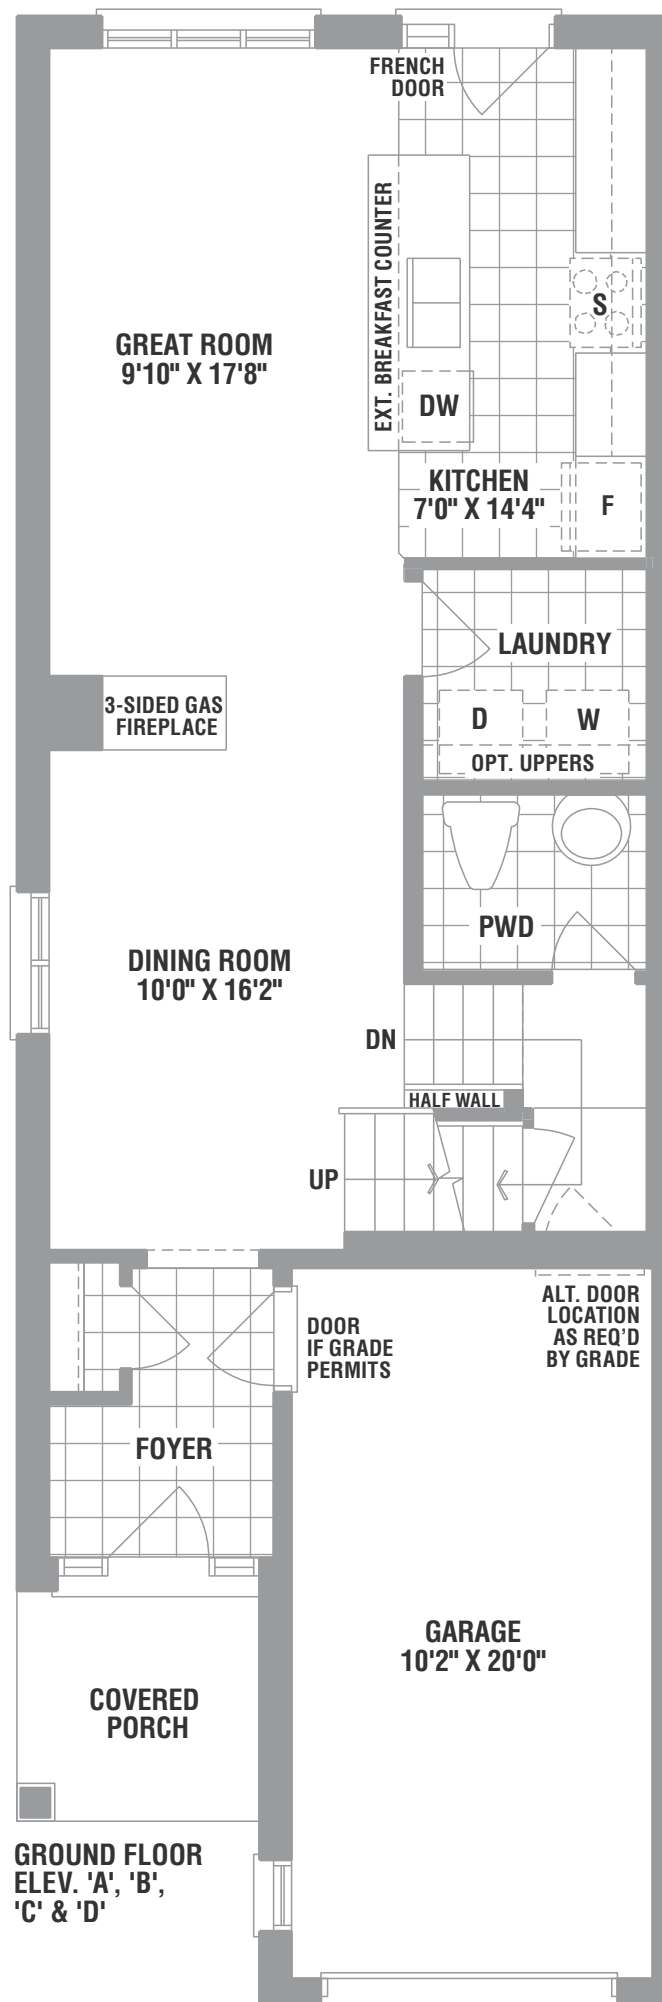 FRENCH
DOOR
EXT. BREAKFAST COUNTER
S
GREAT ROOM
9'10" X 17'8"
DW
KITCHEN
7'0" X 14'4"
F
LAUNDRY
3-SIDED GAS
FIREPLACE
D
W
OPT. UPPERS
PWD
DINING ROOM
10'0" X 16'2"
DN
HALF WALL
UP
ALT. DOOR
LOCATION
AS REQ'D
BY GRADE
DOOR
IF GRADE
PERMITS
FOYER
GARAGE
10'2" X 20'0"
COVERED
PORCH
GROUND FLOOR
ELEV. 'A', 'B',
'C' & 'D'